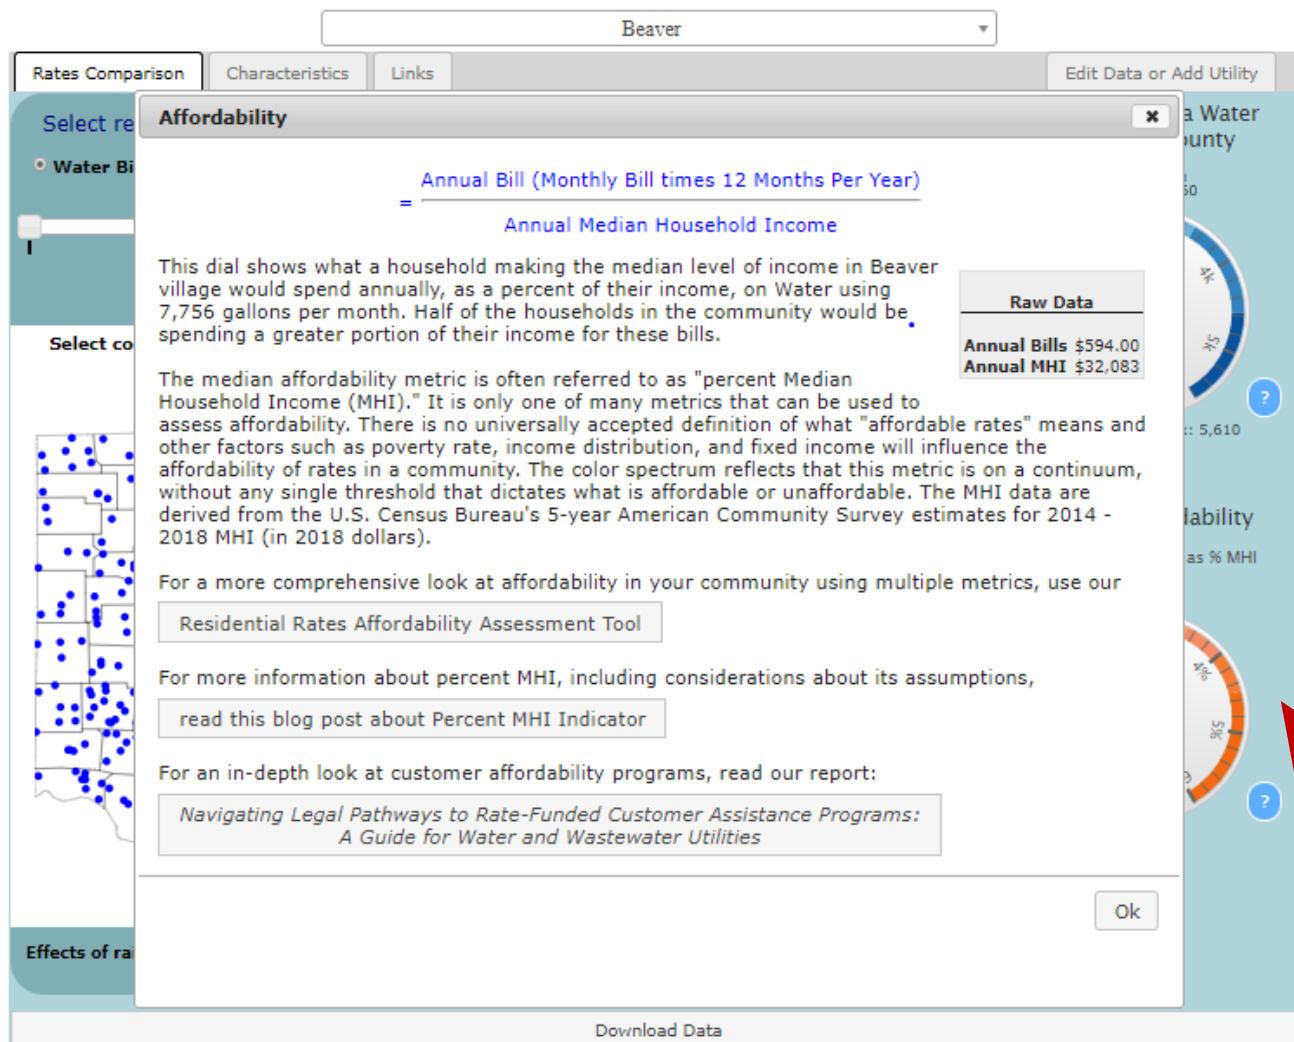 Beaver
Rates Comparison
Characteristics
Links
Edit Data or Add Utility
Select re
Water Bi
Select co
Effects of rai
Affordability
Annual Bill (Monthly Bill times 12 Months Per Year)
=
Annual Median Household Income
This dial shows what a household making the median level of income in Beaver
village would spend annually, as a percent of their income, on Water using
7,756 gallons per month. Half of the households in the community would be
spending a greater portion of their income for these bills.
Raw Data
Annual Bills $594.00
Annual MHI $32,083
The median affordability metric is often referred to as "percent Median
Household Income (MHI)." It is only one of many metrics that can be used to
assess affordability. There is no universally accepted definition of what "affordable rates" means and
other factors such as poverty rate, income distribution, and fixed income will influence the
affordability of rates in a community. The color spectrum reflects that this metric is on a continuum,
without any single threshold that dictates what is affordable or unaffordable. The MHI data are
derived from the U.S. Census Bureau's 5-year American Community Survey estimates for 2014 -
2018 MHI (in 2018 dollars).
For a more comprehensive look at affordability in your community using multiple metrics, use our
Residential Rates Affordability Assessment Tool
For more information about percent MHI, including considerations about its assumptions,
read this blog post about Percent MHI Indicator
For an in-depth look at customer affordability programs, read our report:
Navigating Legal Pathways to Rate-Funded Customer Assistance Programs:
A Guide for Water and Wastewater Utilities
Ok
a Water
ounty
4k
5k
?
: 5,610
dability
as % MHI
4%
5%
?
Download Data